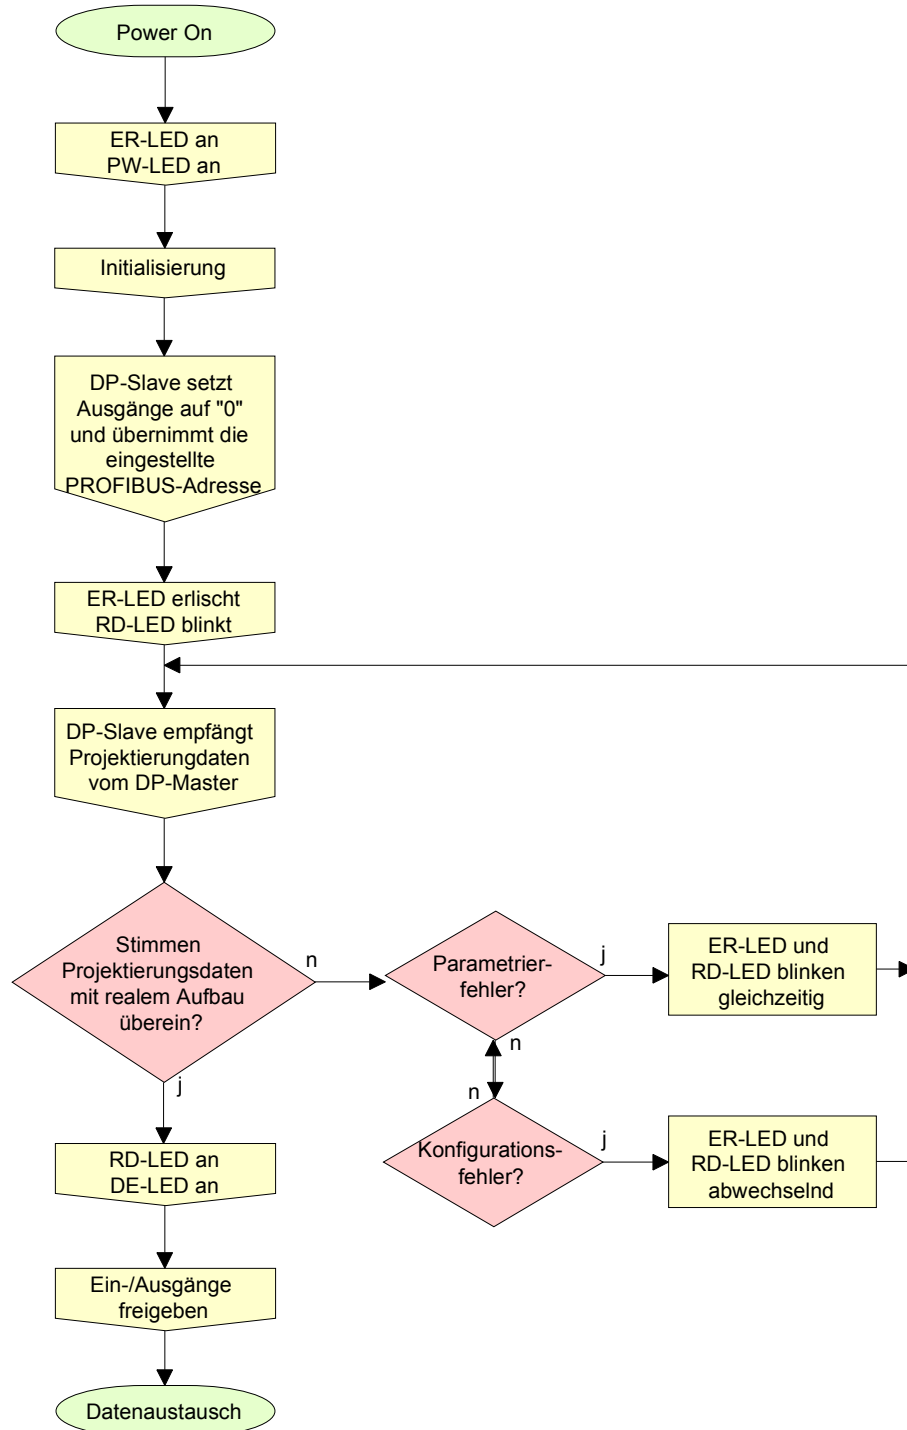 Power On
ER-LED an
PW-LED an
Initialisierung
DP-Slave setzt
Ausgänge auf "0"
und übernimmt die
eingestellte
PROFIBUS-Adresse
ER-LED erlischt
RD-LED blinkt
DP-Slave empfängt
Projektierungdaten
vom DP-Master
Stimmen
Projektierungsdaten
mit realem Aufbau
überein?
n
j
Parametrier-
fehler?
j
n
ER-LED und
RD-LED blinken
gleichzeitig
n
Konfigurations-
fehler?
j
ER-LED und
RD-LED blinken
abwechselnd
RD-LED an
DE-LED an
Ein-/Ausgänge
freigeben
Datenaustausch